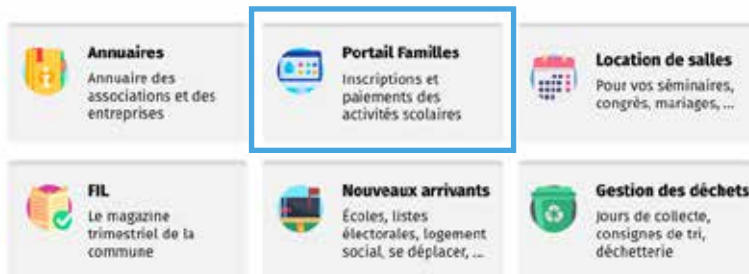 Annuaires
Annuaire des
associations et des
entreprises
Portail Familles
Inscriptions et
paiements des
activités scolaires
Location de salles
Pour vos séminaires,
congrès, mariages, ...
FIL
Le magazine
trimestriel de la
commune
Nouveaux arrivants
Écoles, listes
électorales, logement
social, se déplacer, ...
Gestion des déchets
Jours de collecte,
consignes de tri,
déchetterie